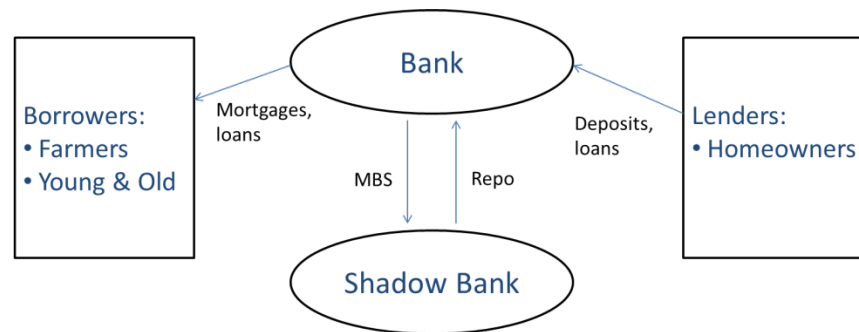 Bank
Borrowers:
• Farmers
• Young & Old
Mortgages,
loans
Deposits,
loans
Lenders:
• Homeowners
MBS
Repo
Shadow Bank